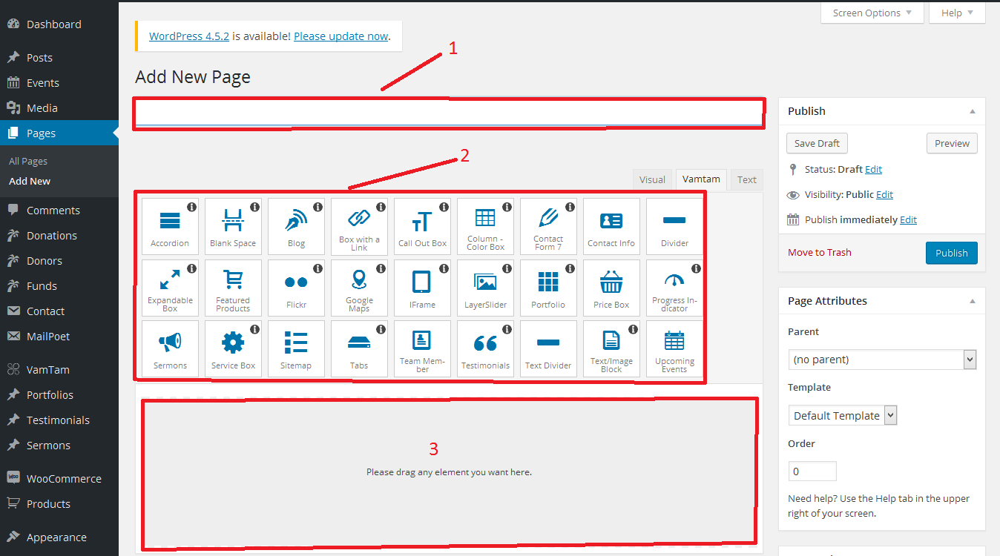 Dashboard
Posts
Events
Media
Pages
All Pages
Add New
Comments
Donations
Donors
Funds
Contact
MailPoet
VamTam
Portfolios
Testimonials
Sermons
Woo
WooCommerce
Products
Appearance
Screen Options
Help
WordPress 4.5.2 is available! Please update now.
1
Add New Page
2
Visual
Vamtam
Text
Accordion
Blank Space
Blog
Box with a
Link
Call Out Box
Column -
Color Box
Contact
Form 7
Contact Info
Divider
Expandable
Box
Featured
Products
Flickr
Google
Maps
IFrame
LayerSlider
Portfolio
Price Box
Progress In-
dicator
Sermons
Service Box
Sitemap
Tabs
Team Mem-
ber
Testimonials
Text Divider
Text/Image
Block
Upcoming
Events
3
Please drag any element you want here.
Publish
Save Draft
Preview
Status: Draft Edit
Visibility: Public Edit
Publish immediately Edit
Move to Trash
Publish
Page Attributes
Parent
(no parent)
Template
Default Template
Order
0
Need help? Use the Help tab in the upper
right of your screen.